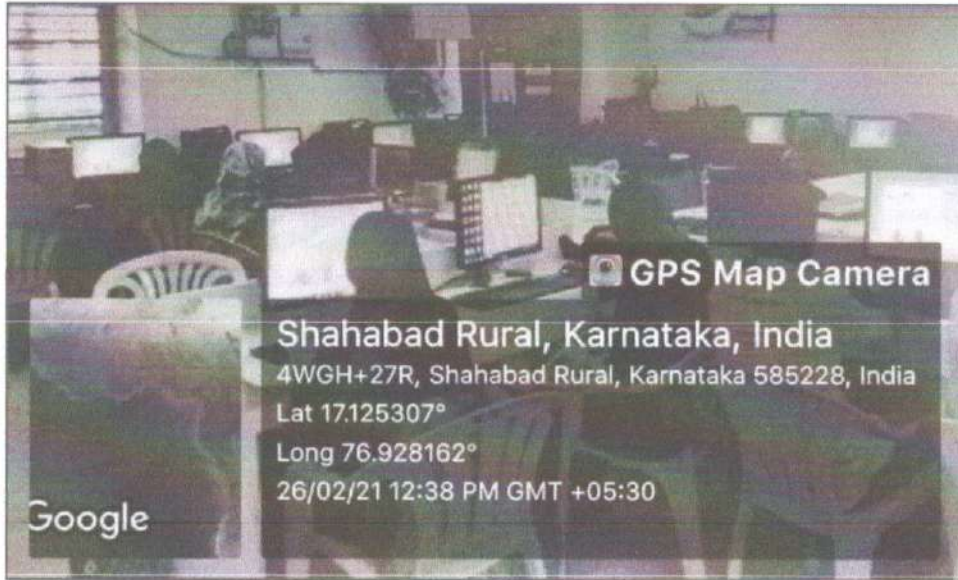 GPS Map Camera
Shahabad Rural, Karnataka, India
4WGH+27R, Shahabad Rural, Karnataka 585228, India
Lat 17.125307°
Long 76.928162°
26/02/21 12:38 PM GMT +05:30
Google